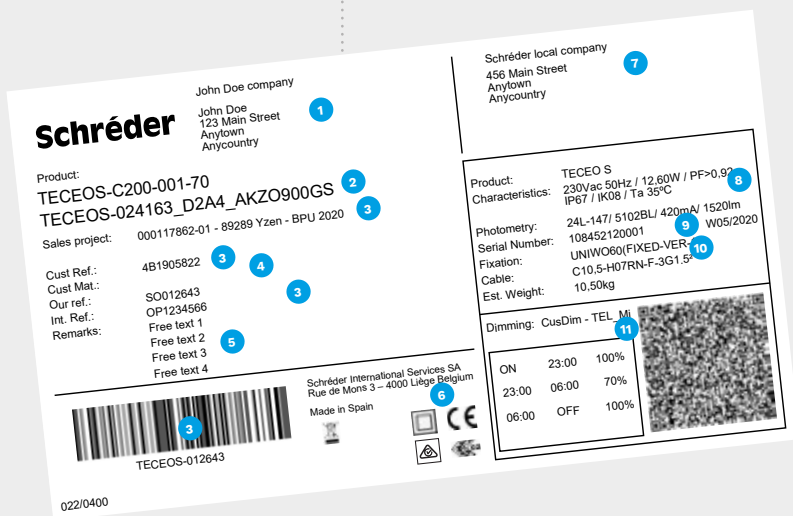 Schréder
John Doe company
John Doe
123 Main Street
Anytown
Anycountry
1
Schréder local company
456 Main Street
Anytown
Anycountry
7
Product:
TECEOS-C200-001-70
TECEOS-024163_D2A4_AKZO900GS
2
Sales project: 000117862-01 - 89289 Yzen - BPU 2020
3
Cust Ref.: 4B1905822
3
Cust Mat.:
4
Our ref.: SO012643
3
Int. Ref.: OP1234566
Remarks: Free text 1
Free text 2
5
Free text 3
Free text 4
Product: TECEO S
Characteristics: 230Vac 50Hz / 12,60W / PF>0,92
IP67 / IK08 / Ta 35ºC
8
Photometry: 24L-147/ 5102BL/ 420mA/ 1520lm
Serial Number: 108452120001
9
W05/2020
Fixation: UNIWO60(FIXED-VER-
10
Cable: C10,5-H07RN-F-3G1.5²
Est. Weight: 10,50kg
Dimming: CusDim - TEL_Mi
11
ON 23:00 100%
23:00 06:00 70%
06:00 OFF 100%
3
TECEOS-012643
Schréder International Services SA
Rue de Mons 3 – 4000 Liège Belgium
6
Made in Spain
CE
022/0400